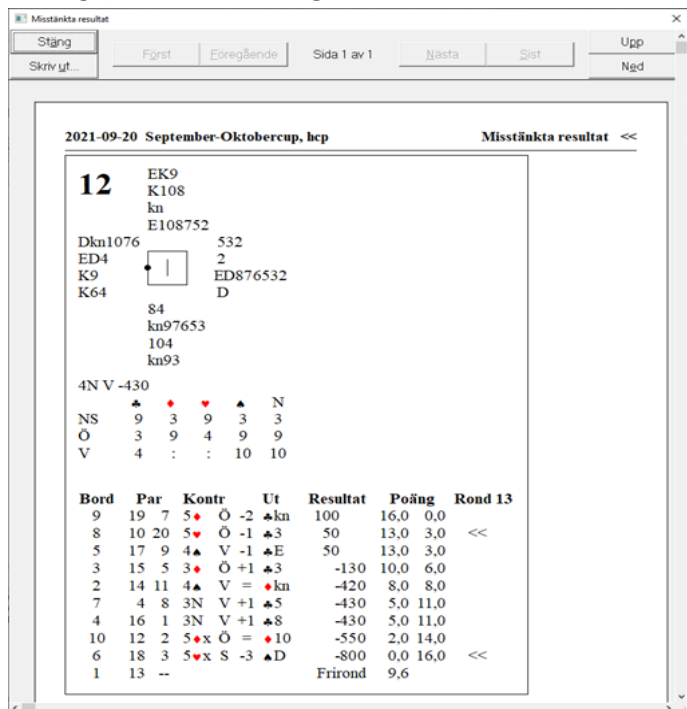 Misstänkta resultat
Stäng Först Föregående Sida 1 av 1 Nästa Sist Upp
Skriv ut... Ned
2021-09-20 September-Oktobercup, hcp Misstänkta resultat <<
12
EK9
K108
kn
E108752
Dkn1076 532
ED4 2
K9 ED876532
K64 D
84
kn97653
104
kn93
4N V -430
♣ ♦ ♥ ♠ N
NS 9 3 9 3 3
Ö 3 9 4 9 9
V 4 : : 10 10
Bord Par Kontr Ut Resultat Poäng Rond 13
9 19 7 5♦ Ö -2 ♣kn 100 16,0 0,0
8 10 20 5♥ Ö -1 ♣3 50 13,0 3,0 <<
5 17 9 4♠ V -1 ♣E 50 13,0 3,0
3 15 5 3♦ Ö +1 ♣3 -130 10,0 6,0
2 14 11 4♠ V = ♦kn -420 8,0 8,0
7 4 8 3N V +1 ♣5 -430 5,0 11,0
4 16 1 3N V +1 ♣8 -430 5,0 11,0
10 12 2 5♦x Ö = ♦10 -550 2,0 14,0
6 18 3 5♥x S -3 ♠D -800 0,0 16,0 <<
1 13 -- Frirond 9,6